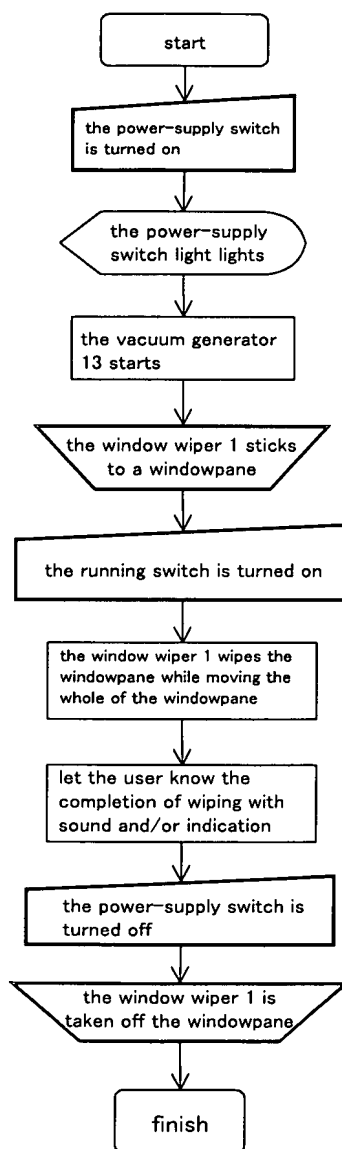 start
the power-supply switch
is turned on
the power-supply
switch light lights
the vacuum generator
13 starts
the window wiper 1 sticks
to a windowpane
the running switch is turned on
the window wiper 1 wipes the
windowpane while moving the
whole of the windowpane
let the user know the
completion of wiping with
sound and/or indication
the power-supply switch is
turned off
the window wiper 1 is
taken off the windowpane
finish